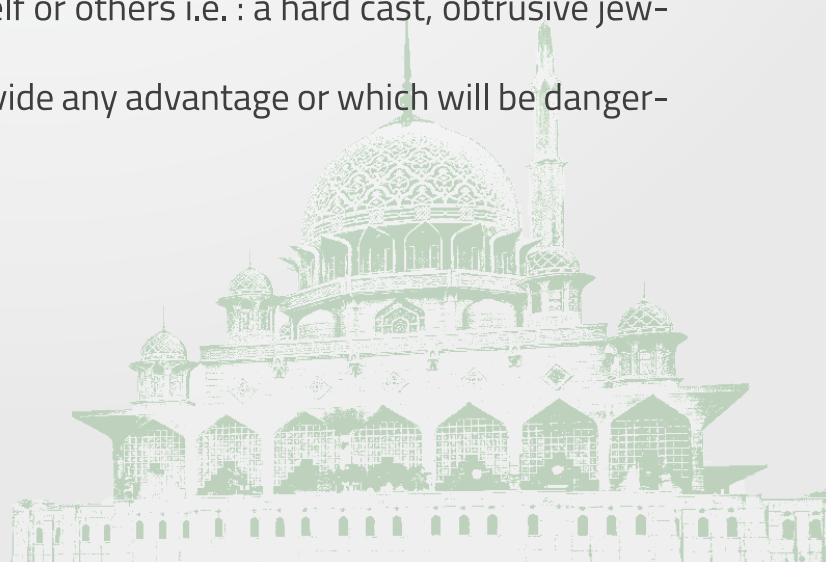 elf or others i.e. : a hard cast, obtrusive jew-
vide any advantage or which will be danger-